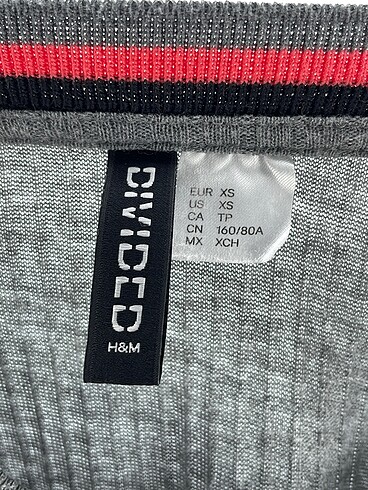 DIVIDED
H&M
EUR XS
US XS
CA TP
CN 160/80A
MX XCH